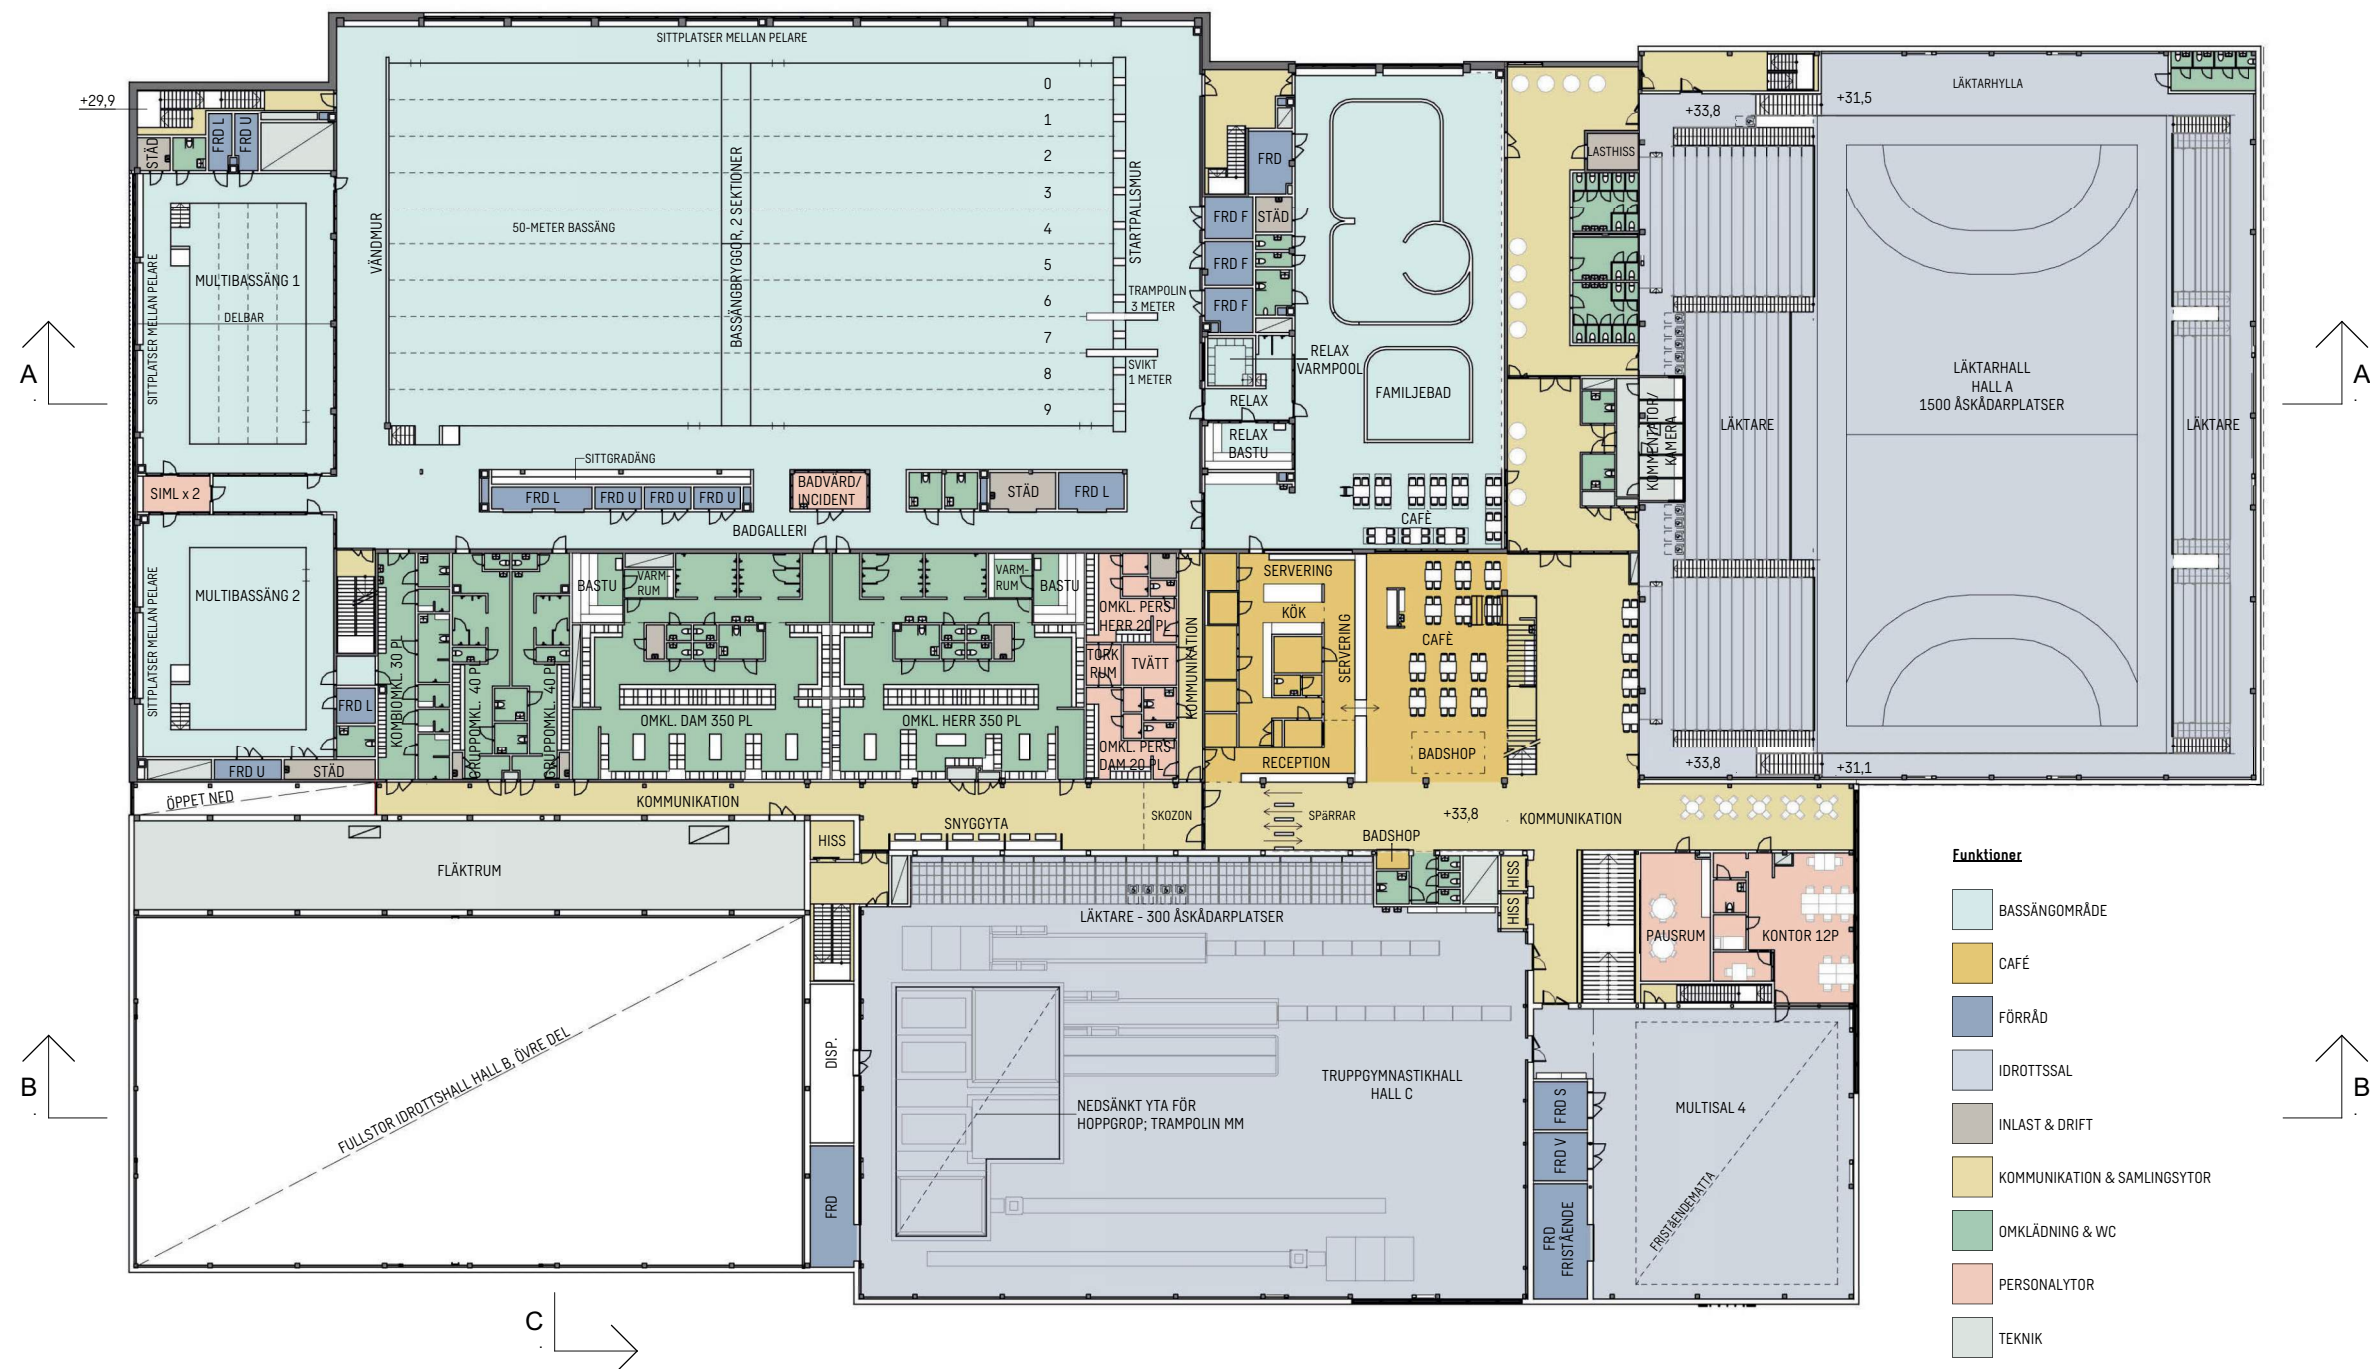 SITTPLATSER MELLAN PELARE
+29,9
STÄD
FRD L
FRD U
VÄNDMUR
50-METER BASSÄNG
BASSÄNGBRYGGOR, 2 SEKTIONER
0
1
2
3
4
5
6
7
8
9
STARTPALLSMUR
TRAMPOLIN
3 METER
SVIKT
1 METER
SITTPLATSER MELLAN PELARE
MULTIBASSÄNG 1
DELBAR
SIML x 2
SITTGRADÄNG
FRD L
FRD U
FRD U
FRD U
BADVÄRD/
INCIDENT
STÄD
FRD L
BADGALLERI
FRD
FRD F
STÄD
FRD F
FRD F
RELAX
VARMPOOL
RELAX
RELAX
BASTU
FAMILJEBAD
CAFÈ
LASTHISS
KOMMENTATOR/
KAMERA
+33,8
+31,5
LÄKTARHYLLA
LÄKTARE
LÄKTARHALL
HALL A
1500 ÅSKÅDARPLATSER
LÄKTARE
+33,8
+31,1
A
.
A
.
SITTPLATSER MELLAN PELARE
MULTIBASSÄNG 2
FRD L
FRD U
STÄD
KOMBIOMKL. 30 PL
GRUPPOMKL. 40 PL
GRUPPOMKL. 40 PL
BASTU
VARM-
RUM
OMKL. DAM 350 PL
VARM-
RUM
BASTU
OMKL. HERR 350 PL
OMKL. PERS
HERR 20 PL
TORK
RUM
TVÄTT
OMKL. PERS
DAM 20 PL
KOMMUNIKATION
SERVERING
KÖK
SERVERING
CAFÈ
BADSHOP
RECEPTION
ÖPPET NED
KOMMUNIKATION
SNYGGYTA
SKOZON
SPäRRAR
+33,8
KOMMUNIKATION
BADSHOP
FLÄKTRUM
HISS
HISS
HISS
LÄKTARE - 300 ÅSKÅDARPLATSER
PAUSRUM
KONTOR 12P
FULLSTOR IDROTTSHALL HALL B, ÖVRE DEL
DISP.
FRD
NEDSÄNKT YTA FÖR
HOPPGROP; TRAMPOLIN MM
TRUPPGYMNASTIKHALL
HALL C
FRD S
FRD V
FRD
FRISTÅENDE
MULTISAL 4
FRISTåENDEMATTA
B
.
B
.
C
.
Funktioner
BASSÄNGOMRÅDE
CAFÉ
FÖRRÅD
IDROTTSSAL
INLAST & DRIFT
KOMMUNIKATION & SAMLINGSYTOR
OMKLÄDNING & WC
PERSONALYTOR
TEKNIK